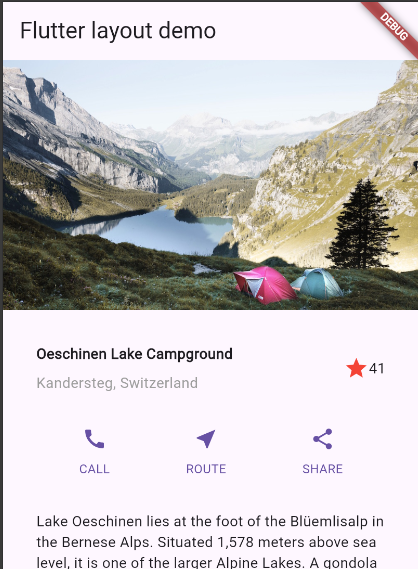 Flutter layout demo
DEBUG
Oeschinen Lake Campground
Kandersteg, Switzerland
41
CALL
ROUTE
SHARE
Lake Oeschinen lies at the foot of the Blüemlisalp in
the Bernese Alps. Situated 1,578 meters above sea
level, it is one of the larger Alpine Lakes. A gondola